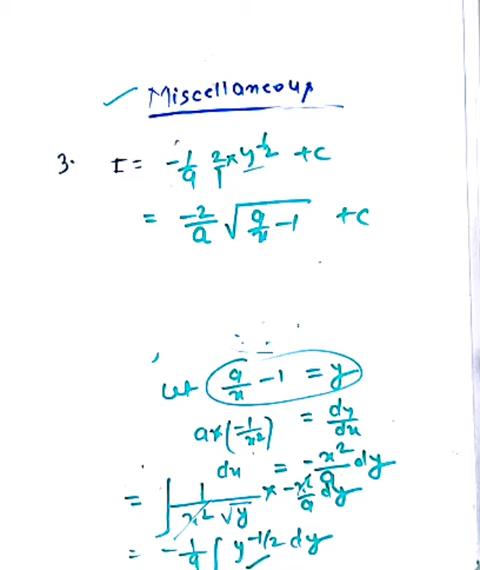 Miscellaneous
3. I = -1/a 2/1 × y^1/2 + c
= -2/a √(a/x - 1) + c
Let a/x - 1 = y
a × (-1/x²) = dy/dx
dx = -x²/a dy
= ∫ 1/(x² √y) × -x²/a dy
= -1/a ∫ y^-1/2 dy